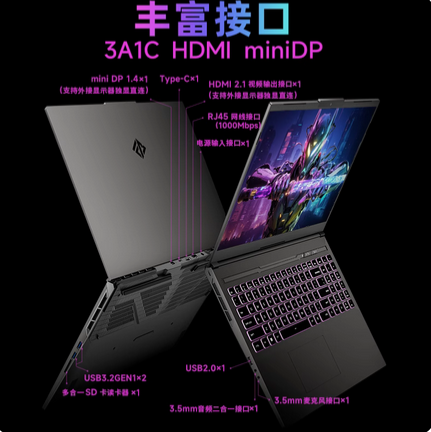 丰富接口
3A1C HDMI miniDP
mini DP 1.4×1
(支持外接显示器独显直连)
Type-C×1
HDMI 2.1 视频输出接口×1
(支持外接显示器独显直连)
RJ45 网线接口
(1000Mbps)
电源输入接口×1
USB3.2GEN1×2
多合一SD 卡读卡器 ×1
USB2.0×1
3.5mm音频二合一接口×1
3.5mm麦克风接口×1